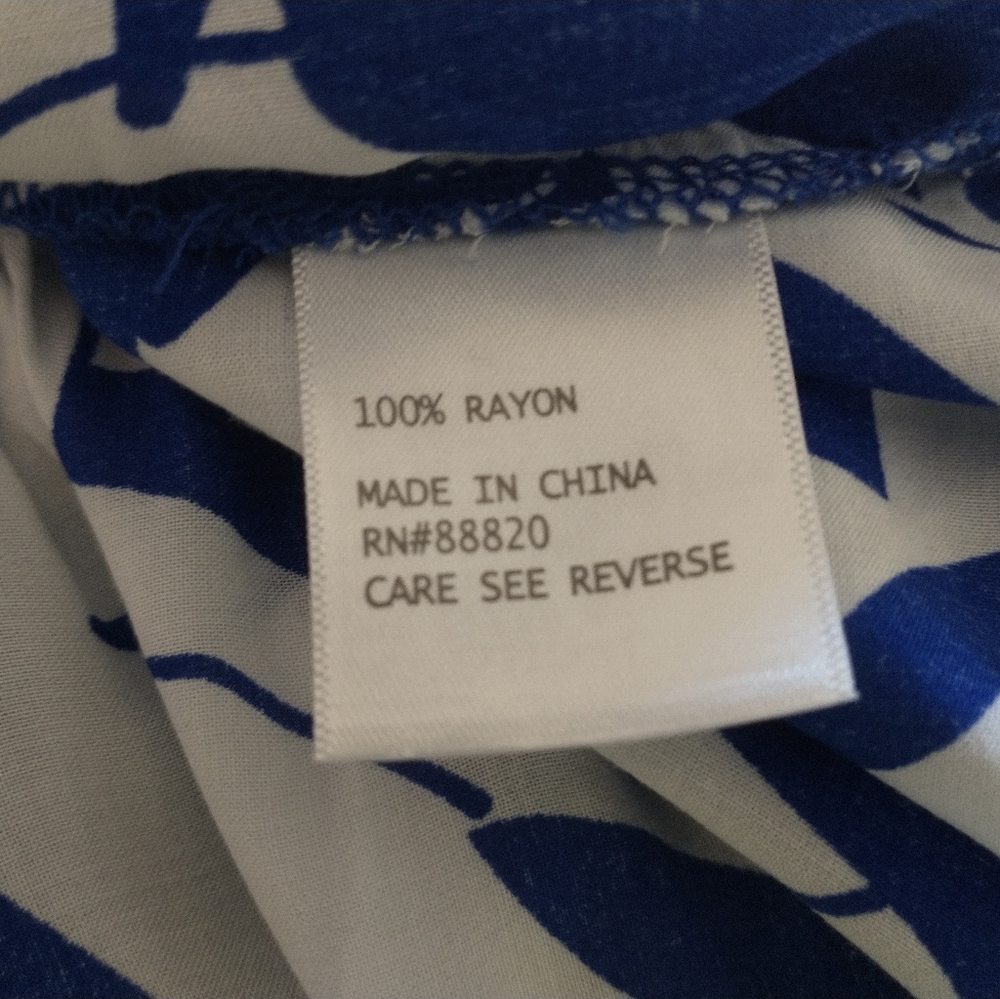 100% RAYON
MADE IN CHINA
RN#88820
CARE SEE REVERSE